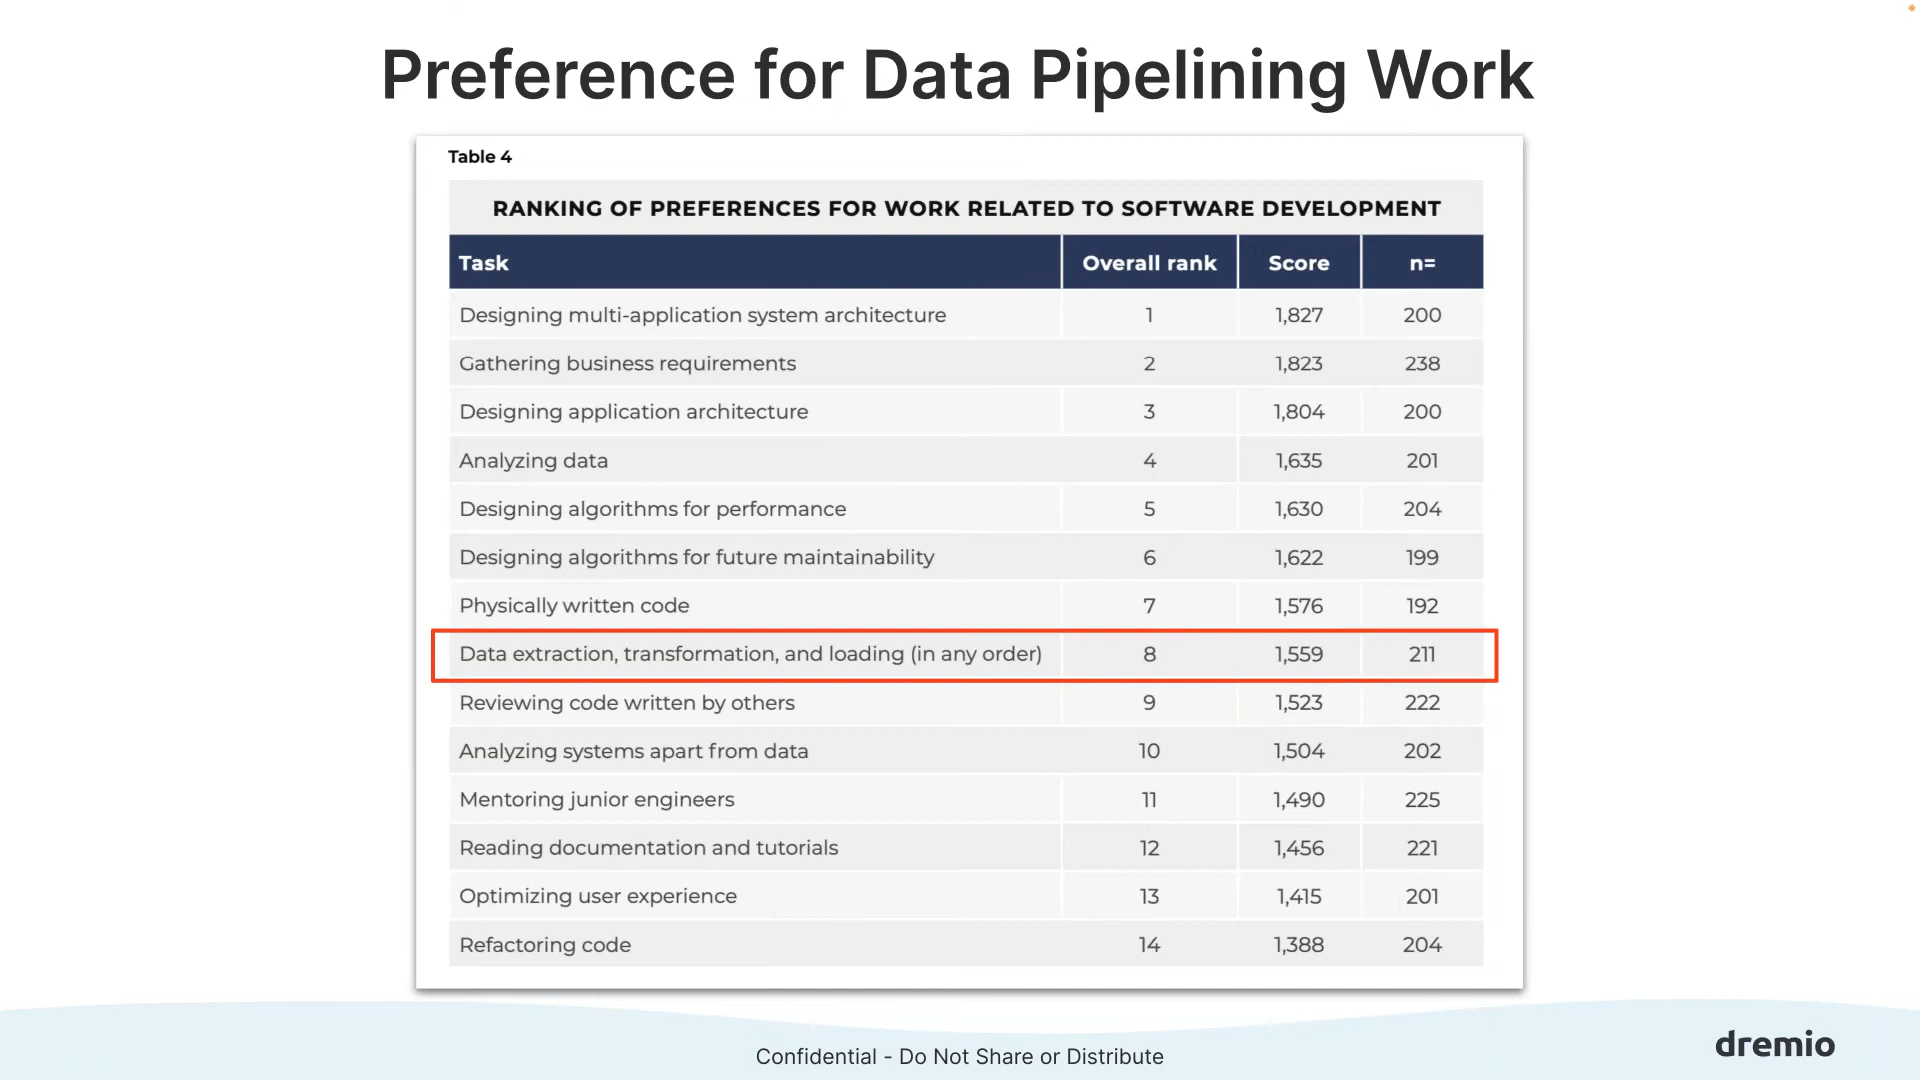 Preference for Data Pipelining Work
Table 4
RANKING OF PREFERENCES FOR WORK RELATED TO SOFTWARE DEVELOPMENT
Task Overall rank Score n=
Designing multi-application system architecture 1 1,827 200
Gathering business requirements 2 1,823 238
Designing application architecture 3 1,804 200
Analyzing data 4 1,635 201
Designing algorithms for performance 5 1,630 204
Designing algorithms for future maintainability 6 1,622 199
Physically written code 7 1,576 192
Data extraction, transformation, and loading (in any order) 8 1,559 211
Reviewing code written by others 9 1,523 222
Analyzing systems apart from data 10 1,504 202
Mentoring junior engineers 11 1,490 225
Reading documentation and tutorials 12 1,456 221
Optimizing user experience 13 1,415 201
Refactoring code 14 1,388 204
Confidential - Do Not Share or Distribute
dremio